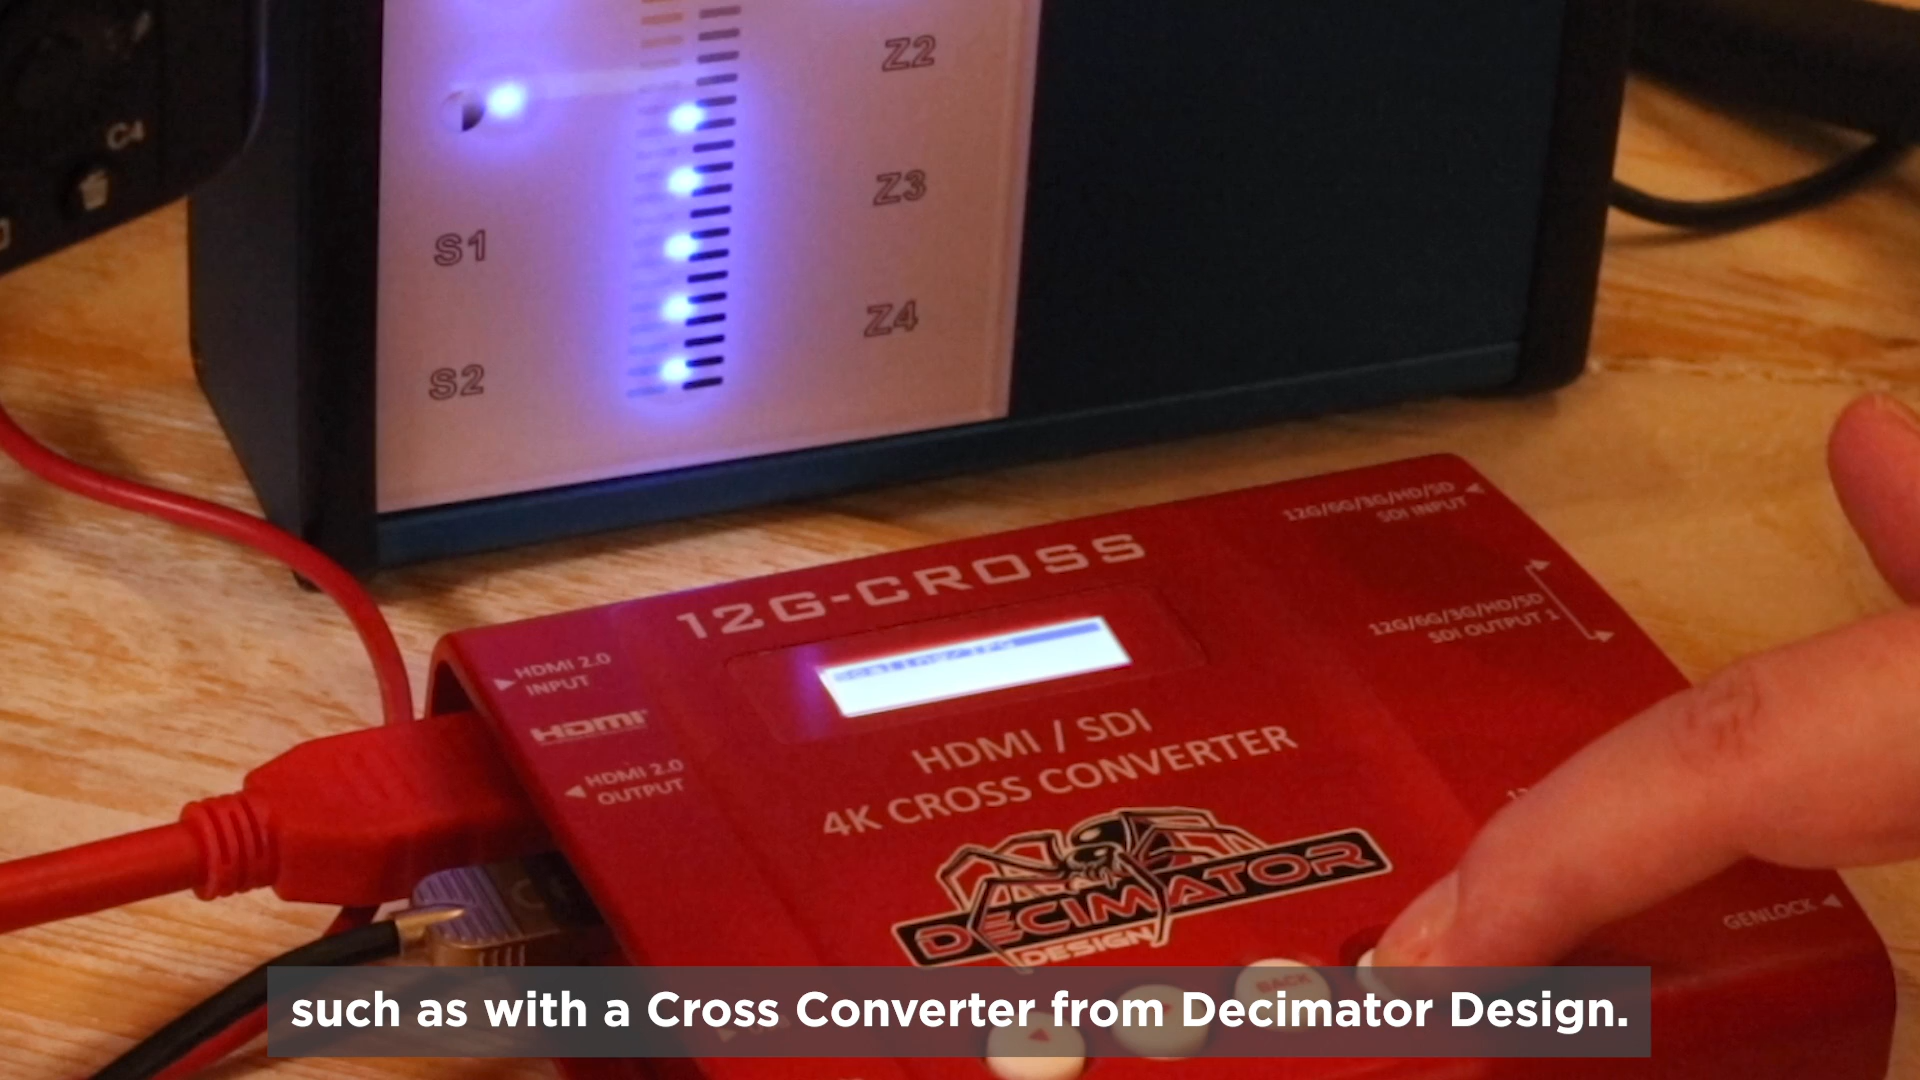 C4
Z2
Z3
S1
Z4
S2
12G/6G/3G/HD/SD
SDI INPUT
12G-CROSS
12G/6G/3G/HD/SD
SDI OUTPUT 1
HDMI 2.0
INPUT
HDMI
HDMI 2.0
OUTPUT
HDMI / SDI
4K CROSS CONVERTER
DECIMATOR
DESIGN
GENLOCK
BACK
such as with a Cross Converter from Decimator Design.